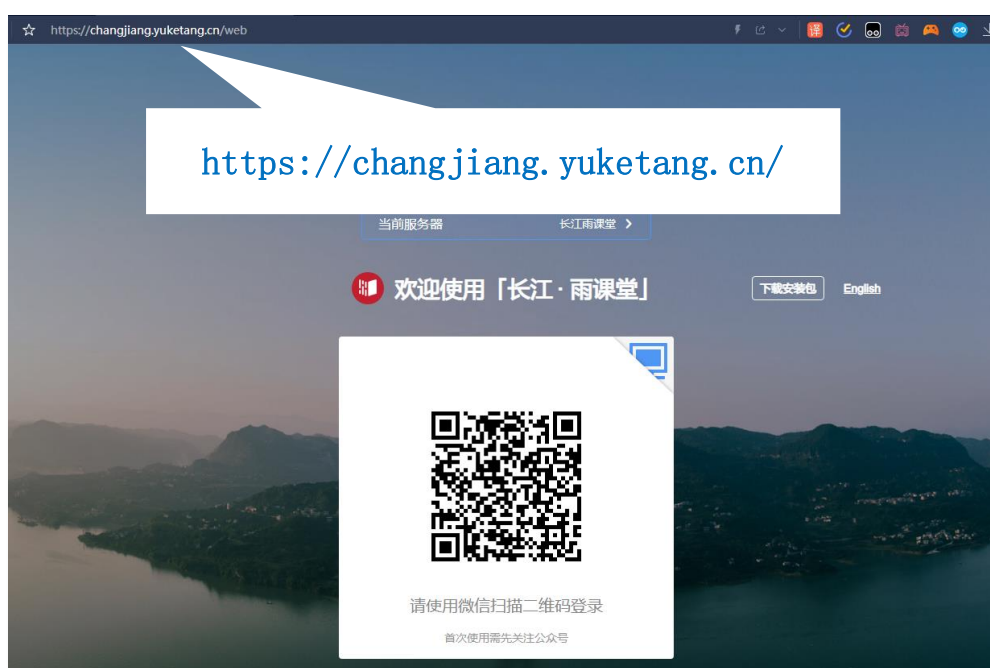 https://changjiang.yuketang.cn/web
译
https://changjiang.yuketang.cn/
当前服务器 长江雨课堂
欢迎使用「长江·雨课堂」 下载安装包 English
请使用微信扫描二维码登录
首次使用需先关注公众号